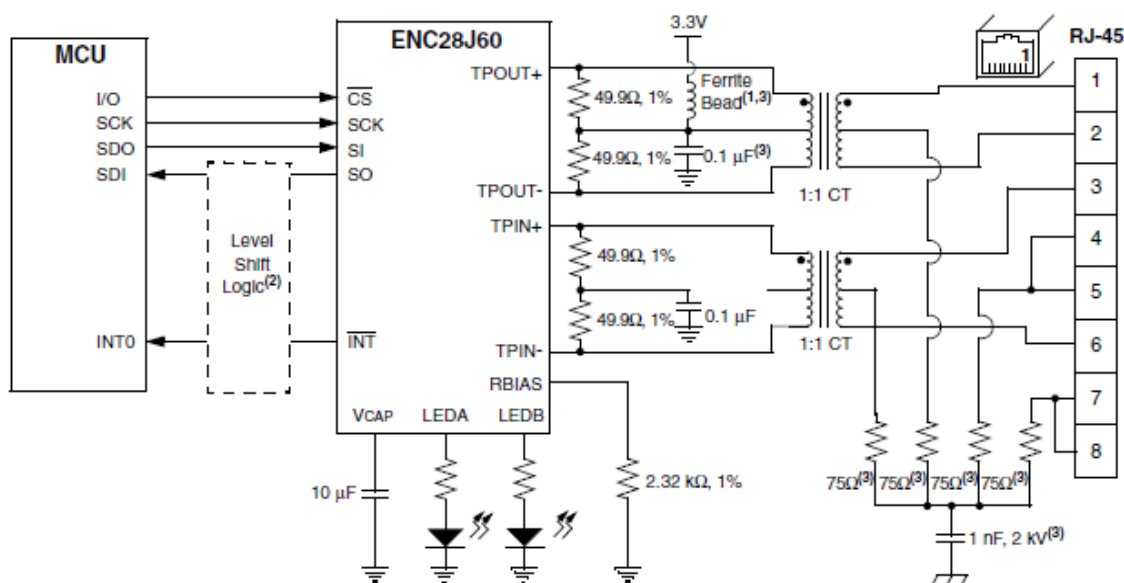 MCU
I/O
SCK
SDO
SDI
INT0
Level
Shift
Logic(2)
ENC28J60
CS
SCK
SI
SO
INT
TPOUT+
TPOUT-
TPIN+
TPIN-
RBIAS
VCAP
LEDA
LEDB
10 µF
2.32 kΩ, 1%
3.3V
Ferrite
Bead(1,3)
49.9Ω, 1%
49.9Ω, 1%
0.1 µF(3)
1:1 CT
49.9Ω, 1%
49.9Ω, 1%
0.1 µF
1:1 CT
1
RJ-45
1
2
3
4
5
6
7
8
75Ω(3)
75Ω(3)
75Ω(3)
75Ω(3)
1 nF, 2 kV(3)